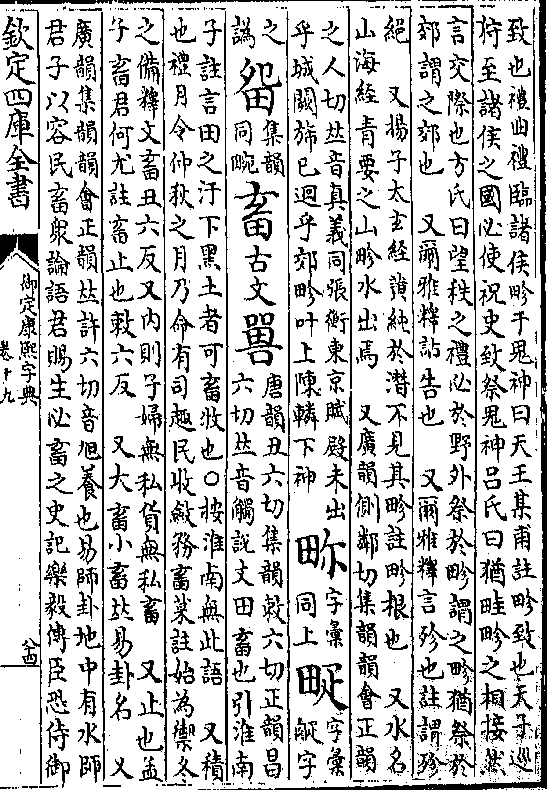 致也禮曲禮臨諸侯畛于鬼神曰天王某甫註畛致也天子巡
狩至諸侯之國必使祝史致祭鬼神呂氏曰猶畦畛之相接然
言交際也方氏曰望秩之禮必於野外祭於畛謂之畛猶祭於
郊謂之郊也 又爾雅釋詁告也 又爾雅釋言殄也註謂殄
絕 又揚子太玄經䥯純於潛不見其畛註畛根也 又水名
山海經青要之山畛水出焉 又廣韻側鄰切集韻韻會正韻
之人切𠀤音真義同張衡東京賦殿未出
乎城闕旆已迴乎郊畛叶上陳轔下神 畍字彙
同上 𤱶字彙
鯱字
之
譌 㽜集韻
同畹 畜古文𤲸唐韻丑六切集韻敕六切正韻昌
六切𠀤音觸說文田畜也引淮南
子註言田之汙下黑土者可畜牧也○按淮南無此語 又積
也禮月令仲秋之月乃命有司趣民收斂務畜菜註始為禦冬
之備釋文畜丑六反又內則子婦無私貨無私畜 又止也孟
子畜君何尤註畜止也敕六反 又大畜小畜𠀤易卦名 又
廣韻集韻韻會正韻𠀤許六切音旭養也易師卦地中有水師
君子以容民畜衆論語君賜生必畜之史記樂毅傳臣恐侍御
欽定四庫全書
御定康熙字典
卷十九